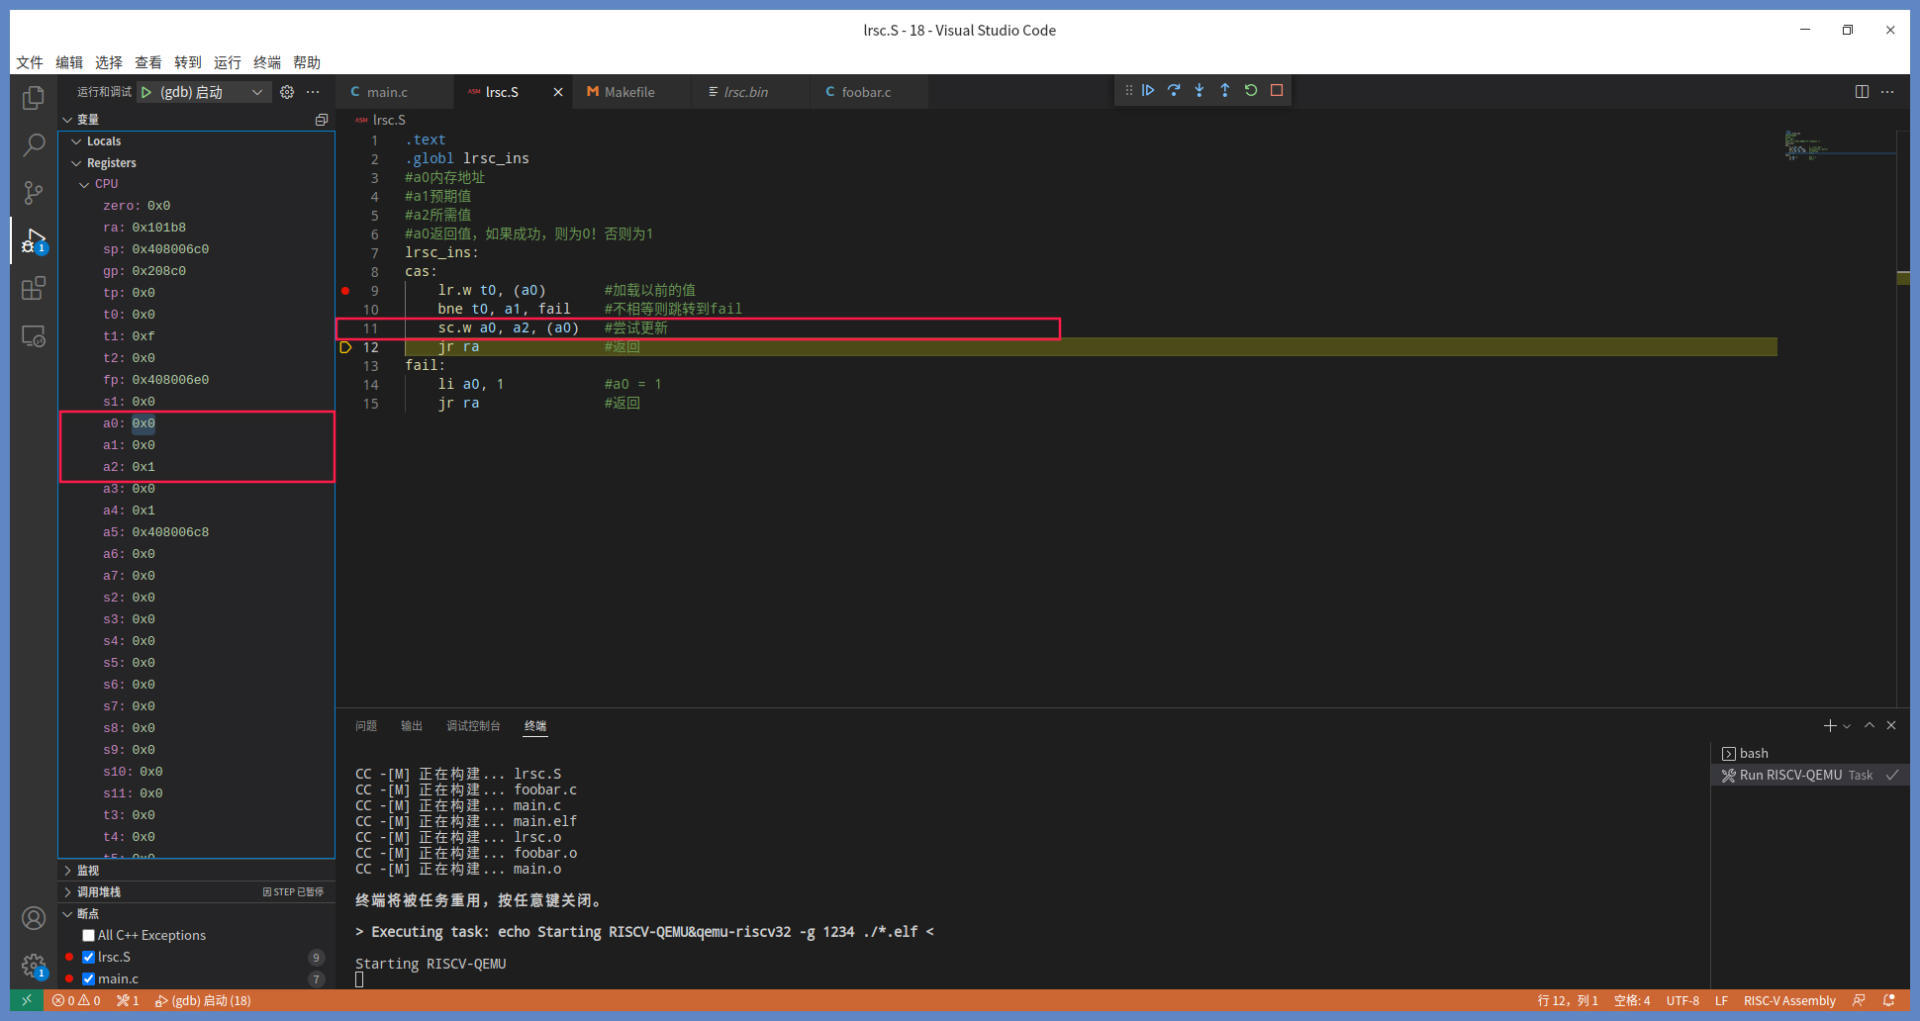 lrsc.S - 18 - Visual Studio Code
文件 编辑 选择 查看 转到 运行 终端 帮助
运行和调试 (gdb) 启动
变量
Locals
Registers
CPU
zero: 0x0
ra: 0x101b8
sp: 0x408006c0
gp: 0x208c0
tp: 0x0
t0: 0x0
t1: 0xf
t2: 0x0
fp: 0x408006e0
s1: 0x0
a0: 0x0
a1: 0x0
a2: 0x1
a3: 0x0
a4: 0x1
a5: 0x408006c8
a6: 0x0
a7: 0x0
s2: 0x0
s3: 0x0
s4: 0x0
s5: 0x0
s6: 0x0
s7: 0x0
s8: 0x0
s9: 0x0
s10: 0x0
s11: 0x0
t3: 0x0
t4: 0x0
t5: 0x0
监视
调用堆栈 因 STEP 已暂停
断点
All C++ Exceptions
lrsc.S 9
main.c 7
C main.c ASM lrsc.S M Makefile lrsc.bin C foobar.c
ASM lrsc.S
1 .text
2 .globl lrsc_ins
3 #a0内存地址
4 #a1预期值
5 #a2所需值
6 #a0返回值，如果成功，则为0！否则为1
7 lrsc_ins:
8 cas:
9 lr.w t0, (a0) #加载以前的值
10 bne t0, a1, fail #不相等则跳转到fail
11 sc.w a0, a2, (a0) #尝试更新
12 jr ra #返回
13 fail:
14 li a0, 1 #a0 = 1
15 jr ra #返回
问题 输出 调试控制台 终端
CC -[M] 正在构建... lrsc.S
CC -[M] 正在构建... foobar.c
CC -[M] 正在构建... main.c
CC -[M] 正在构建... main.elf
CC -[M] 正在构建... lrsc.o
CC -[M] 正在构建... foobar.o
CC -[M] 正在构建... main.o
终端将被任务重用，按任意键关闭。
> Executing task: echo Starting RISCV-QEMU&qemu-riscv32 -g 1234 ./*.elf <
Starting RISCV-QEMU
bash
Run RISCV-QEMU Task
1
1
0 0 1 (gdb) 启动 (18)
行 12，列 1 空格: 4 UTF-8 LF RISC-V Assembly